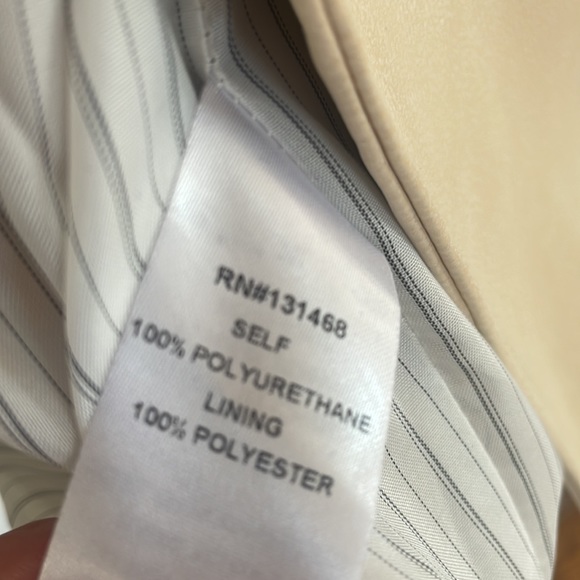 RN#131468
SELF
100% POLYURETHANE
LINING
100% POLYESTER